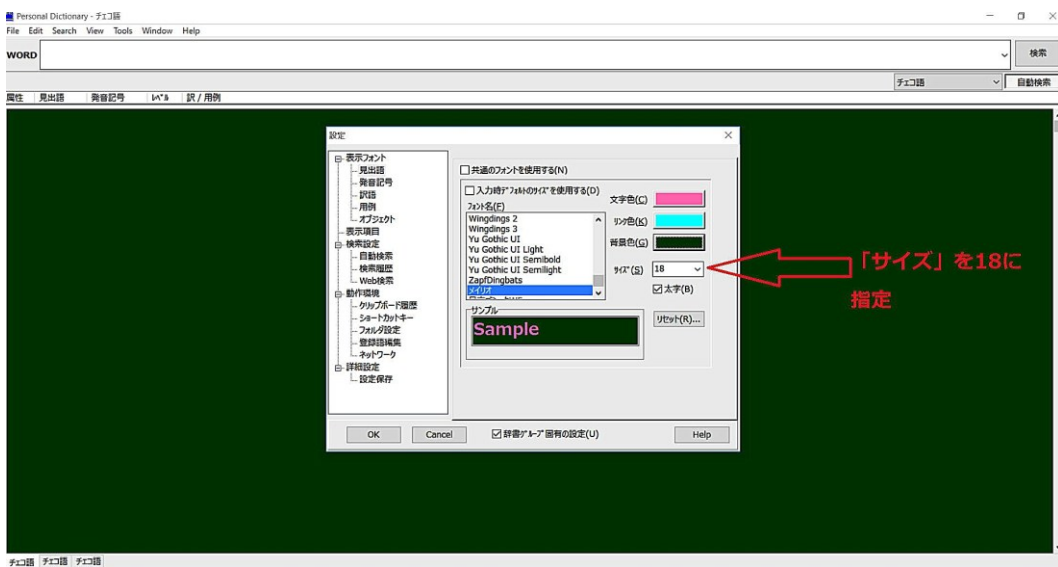 Personal Dictionary - チェコ語
File Edit Search View Tools Window Help
WORD
検索
チェコ語
自動検索
属性 見出語 発音記号 ﾚﾍﾞﾙ 訳 / 用例
設定
表示フォント
見出語
発音記号
訳語
用例
オブジェクト
表示項目
検索設定
自動検索
検索履歴
Web検索
動作環境
クリップボード履歴
ショートカットキー
フォルダ設定
登録語編集
ネットワーク
詳細設定
設定保存
共通のフォントを使用する(N)
入力時ﾃﾞﾌｫﾙﾄのｻｲｽﾞを使用する(D)
ﾌｫﾝﾄ名(F)
Wingdings 2
Wingdings 3
Yu Gothic UI
Yu Gothic UI Light
Yu Gothic UI Semibold
Yu Gothic UI Semilight
ZapfDingbats
メイリオ
文字色(C)
ﾘﾝｸ色(K)
背景色(G)
ｻｲｽﾞ(S) 18
太字(B)
リセット(R)...
サンプル
Sample
OK Cancel 辞書ｸﾞﾙｰﾌﾟ固有の設定(U) Help
「サイズ」を18に
指定
チェコ語 チェコ語 チェコ語